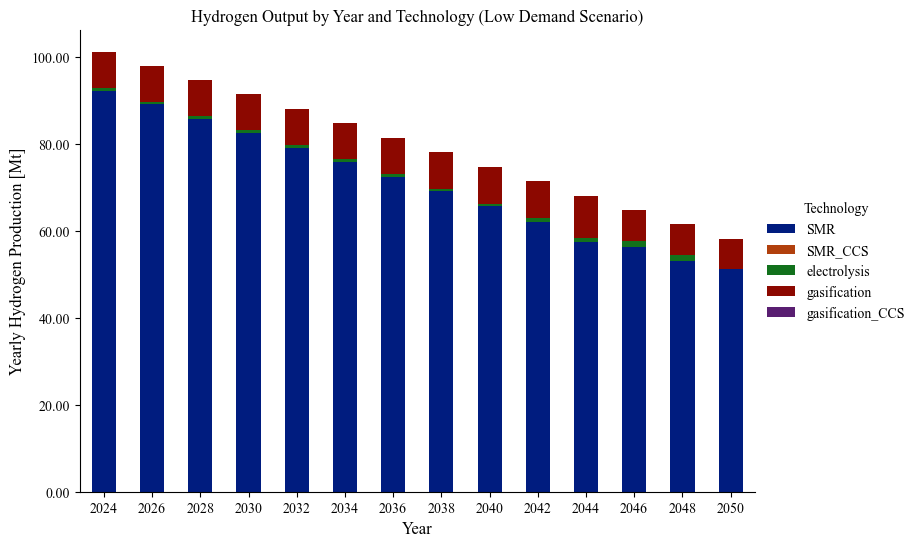 Hydrogen Output by Year and Technology (Low Demand Scenario)
Yearly Hydrogen Production [Mt]
100.00
80.00
60.00
40.00
20.00
0.00
2024 2026 2028 2030 2032 2034 2036 2038 2040 2042 2044 2046 2048 2050
Year
Technology
SMR
SMR_CCS
electrolysis
gasification
gasification_CCS